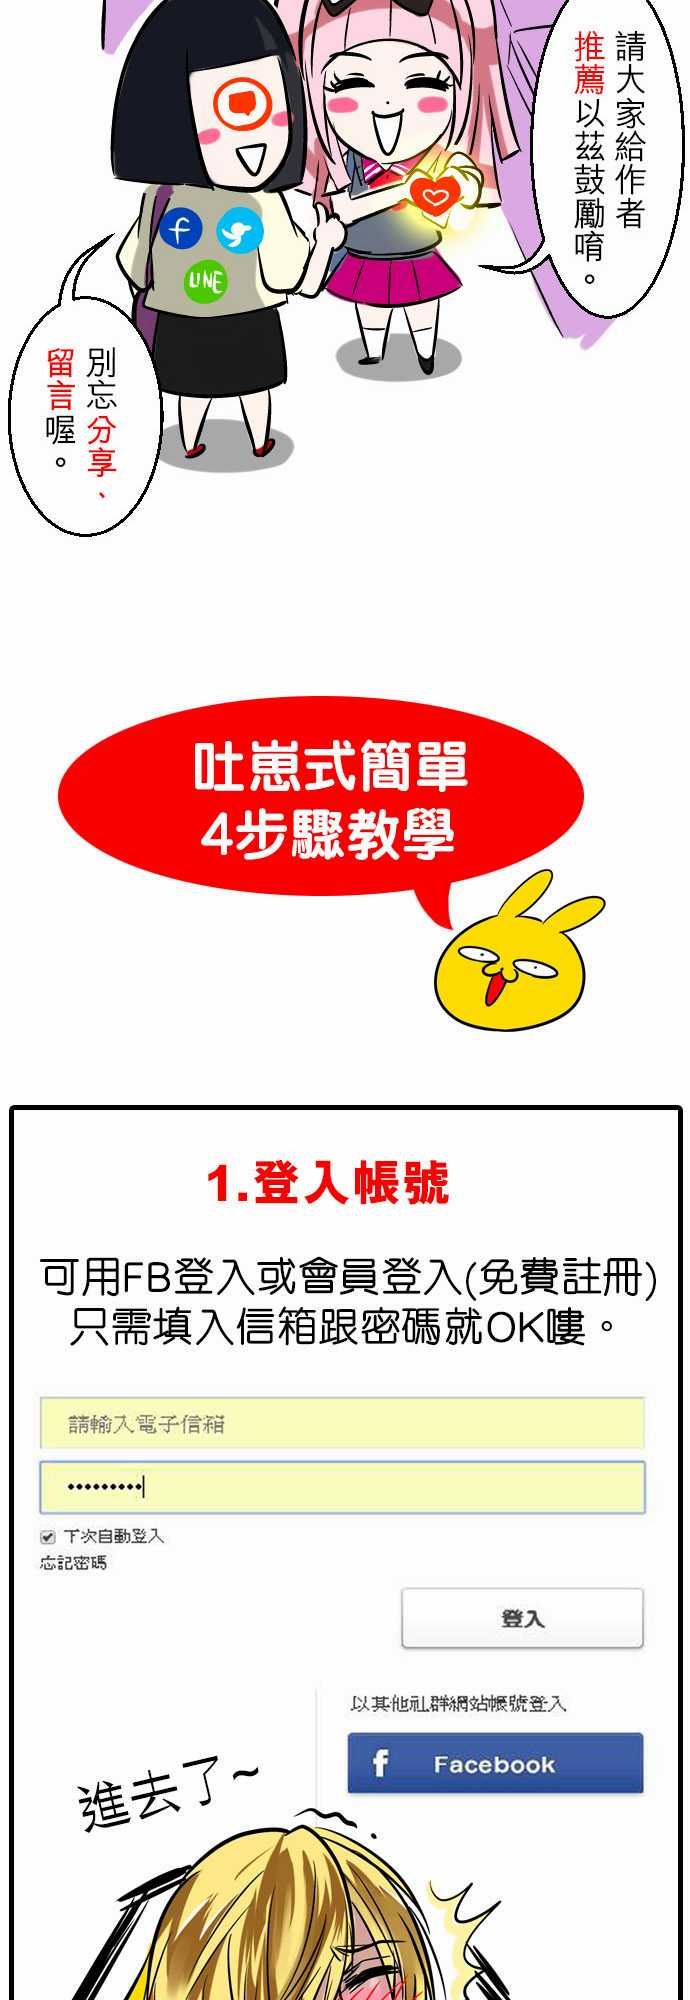 請大家給作者
推薦以茲鼓勵唷。
f
LINE
別忘分享、
留言喔。
吐崽式簡單
4步驟教學
1.登入帳號
可用FB登入或會員登入(免費註冊)
只需填入信箱跟密碼就OK嘍。
請輸入電子信箱
•••••••••
下次自動登入
忘記密碼
登入
以其他社群網站帳號登入
f Facebook
進去了~